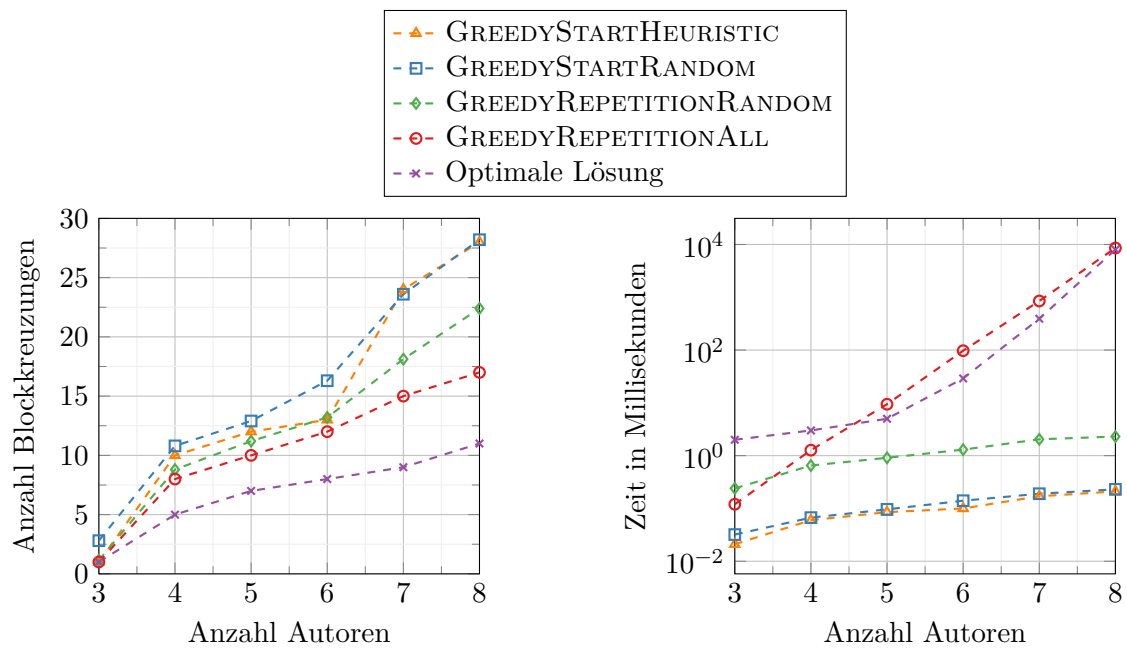 GREEDYSTARTHEURISTIC
GREEDYSTARTRANDOM
GREEDYREPETITIONRANDOM
GREEDYREPETITIONALL
Optimale Lösung
30
25
20
15
10
5
0
3 4 5 6 7 8
Anzahl Blockkreuzungen
Anzahl Autoren
10^4
10^2
10^0
10^−2
3 4 5 6 7 8
Zeit in Millisekunden
Anzahl Autoren